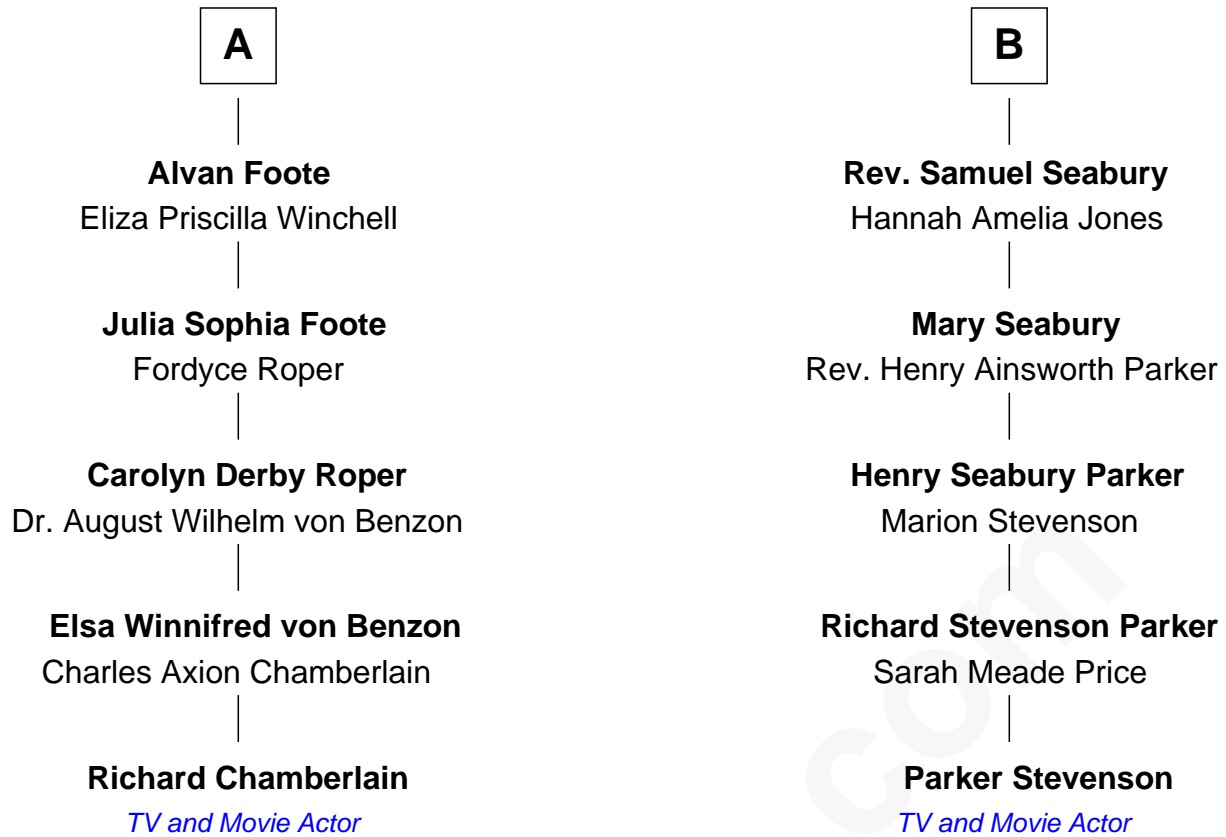 A
Alvan Foote
Eliza Priscilla Winchell
Julia Sophia Foote
Fordyce Roper
Carolyn Derby Roper
Dr. August Wilhelm von Benzon
Elsa Winnifred von Benzon
Charles Axion Chamberlain
Richard Chamberlain
TV and Movie Actor
B
Rev. Samuel Seabury
Hannah Amelia Jones
Mary Seabury
Rev. Henry Ainsworth Parker
Henry Seabury Parker
Marion Stevenson
Richard Stevenson Parker
Sarah Meade Price
Parker Stevenson
TV and Movie Actor
com